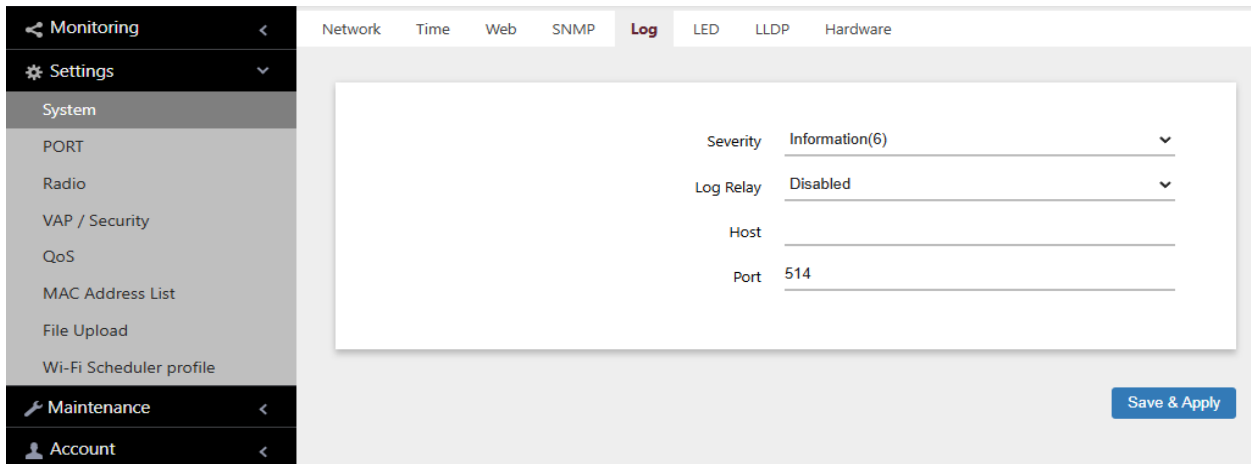 Monitoring
Settings
System
PORT
Radio
VAP / Security
QoS
MAC Address List
File Upload
Wi-Fi Scheduler profile
Maintenance
Account
Network Time Web SNMP Log LED LLDP Hardware
Severity Information(6)
Log Relay Disabled
Host
Port 514
Save & Apply